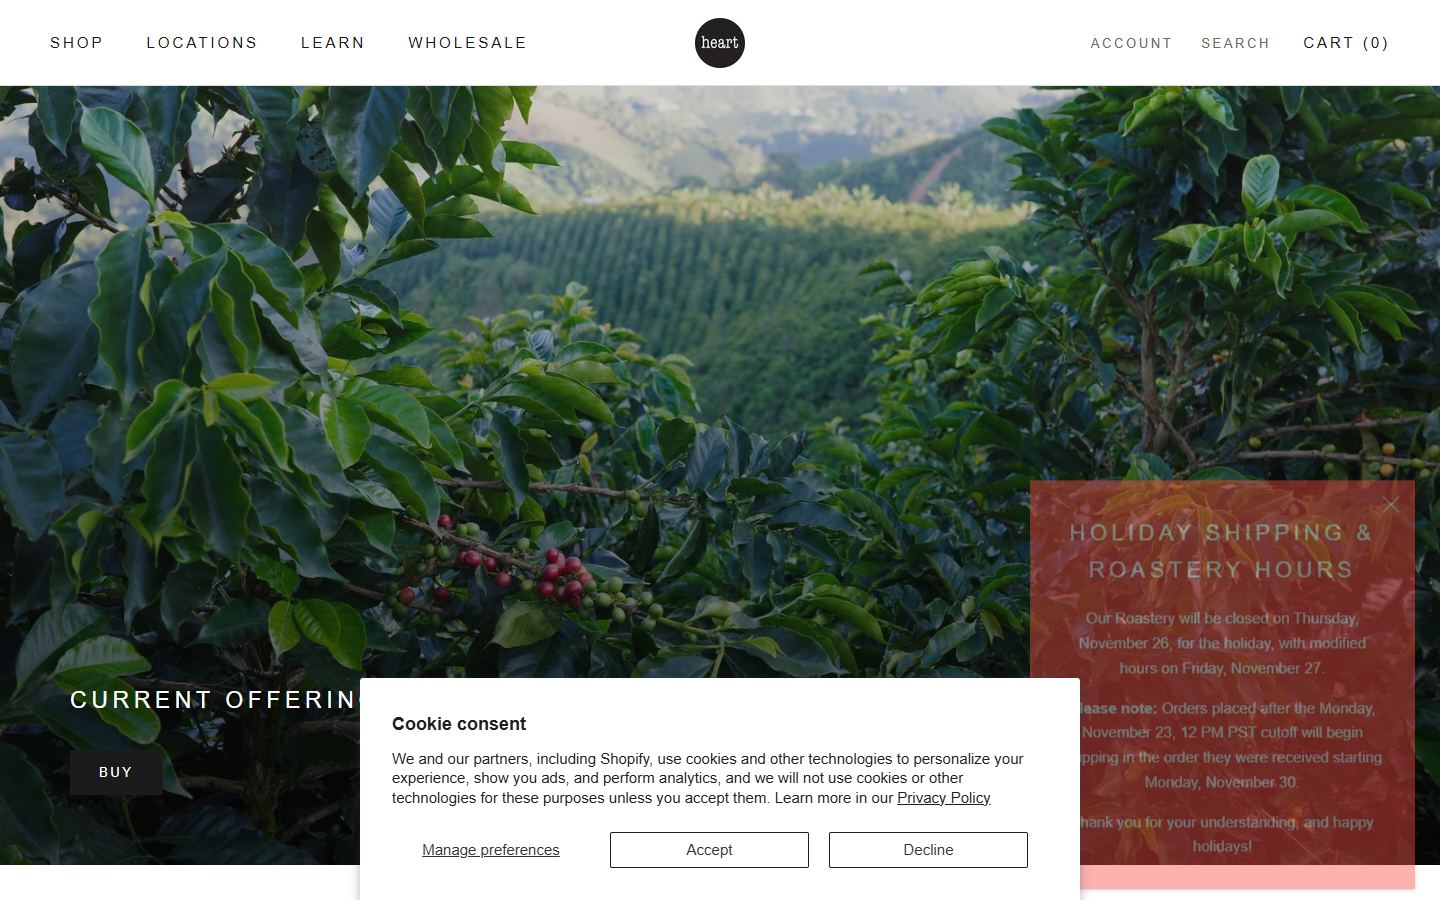 SHOP
LOCATIONS
LEARN
WHOLESALE
heart
ACCOUNT
SEARCH
CART (0)
HOLIDAY SHIPPING &
ROASTERY HOURS
Our Roastery will be closed on Thursday,
November 26, for the holiday, with modified
hours on Friday, November 27.
note: Orders placed after the Monday,
November 23, 12 PM PST cutoff will begin
in the order they were received starting
Monday, November 30.
you for your understanding, and happy
holidays!
CURRENT
BUY
Cookie consent
We and our partners, including Shopify, use cookies and other technologies to personalize your
experience, show you ads, and perform analytics, and we will not use cookies or other
technologies for these purposes unless you accept them. Learn more in our Privacy Policy
Manage preferences
Accept
Decline